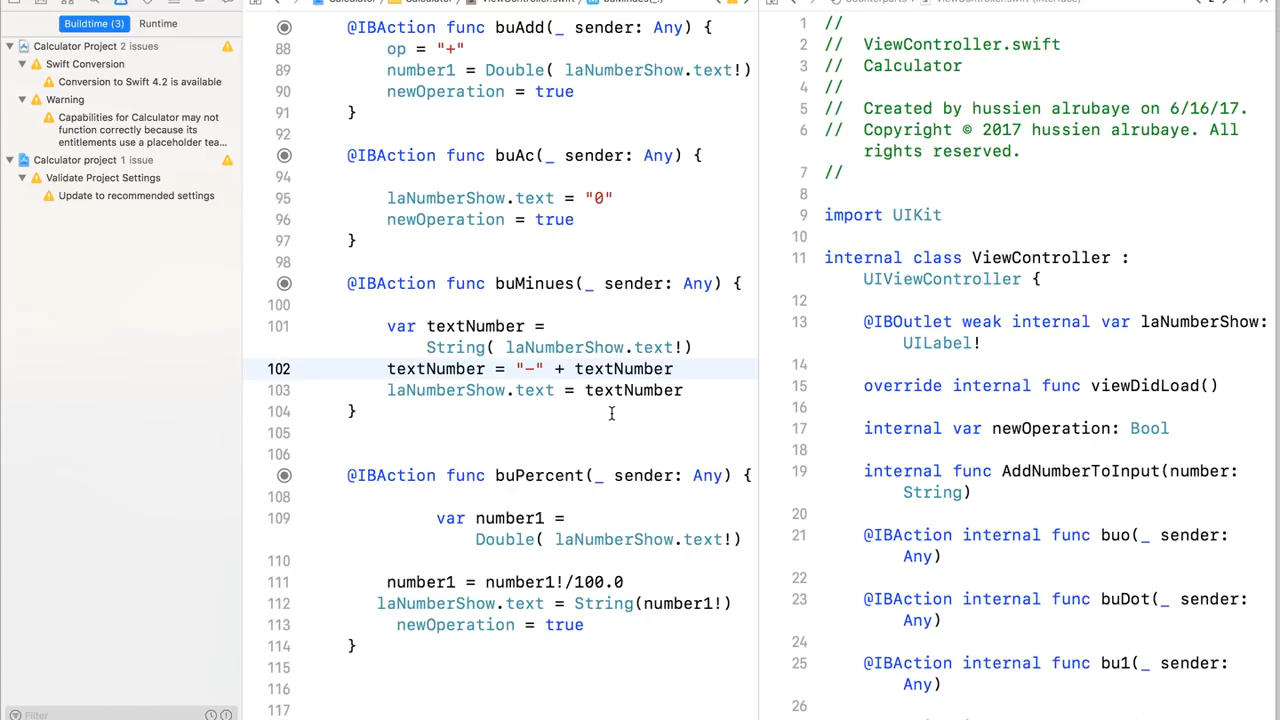 Buildtime (3)
Runtime
Calculator Project 2 issues
Swift Conversion
Conversion to Swift 4.2 is available
Warning
Capabilities for Calculator may not
function correctly because its
entitlements use a placeholder tea...
Calculator project 1 issue
Validate Project Settings
Update to recommended settings
Filter
@IBAction func buAdd(_ sender: Any) {
88 op = "+"
89 number1 = Double( laNumberShow.text!)
90 newOperation = true
91 }
92
@IBAction func buAc(_ sender: Any) {
94
95 laNumberShow.text = "0"
96 newOperation = true
97 }
98
@IBAction func buMinues(_ sender: Any) {
100
101 var textNumber =
String( laNumberShow.text!)
102 textNumber = "-" + textNumber
103 laNumberShow.text = textNumber
104 }
105
106
@IBAction func buPercent(_ sender: Any) {
108
109 var number1 =
Double( laNumberShow.text!)
110
111 number1 = number1!/100.0
112 laNumberShow.text = String(number1!)
113 newOperation = true
114 }
115
116
117
1 //
2 // ViewController.swift
3 // Calculator
4 //
5 // Created by hussien alrubaye on 6/16/17.
6 // Copyright © 2017 hussien alrubaye. All
rights reserved.
7 //
8
9 import UIKit
10
11 internal class ViewController :
UIViewController {
12
13 @IBOutlet weak internal var laNumberShow:
UILabel!
14
15 override internal func viewDidLoad()
16
17 internal var newOperation: Bool
18
19 internal func AddNumberToInput(number:
String)
20
21 @IBAction internal func buo(_ sender:
Any)
22
23 @IBAction internal func buDot(_ sender:
Any)
24
25 @IBAction internal func bu1(_ sender:
Any)
26